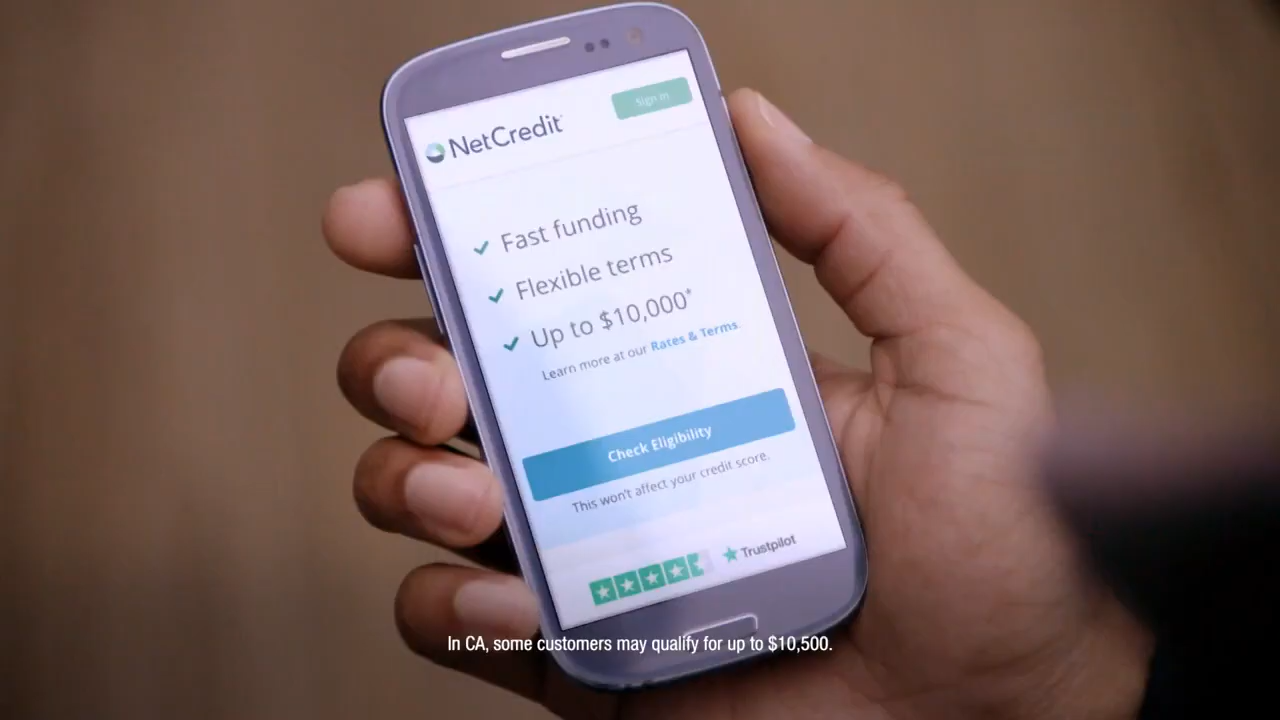 NetCredit
Sign in
Fast funding
Flexible terms
Up to $10,000*
Learn more at our Rates & Terms.
Check Eligibility
This won't affect your credit score.
Trustpilot
In CA, some customers may qualify for up to $10,500.